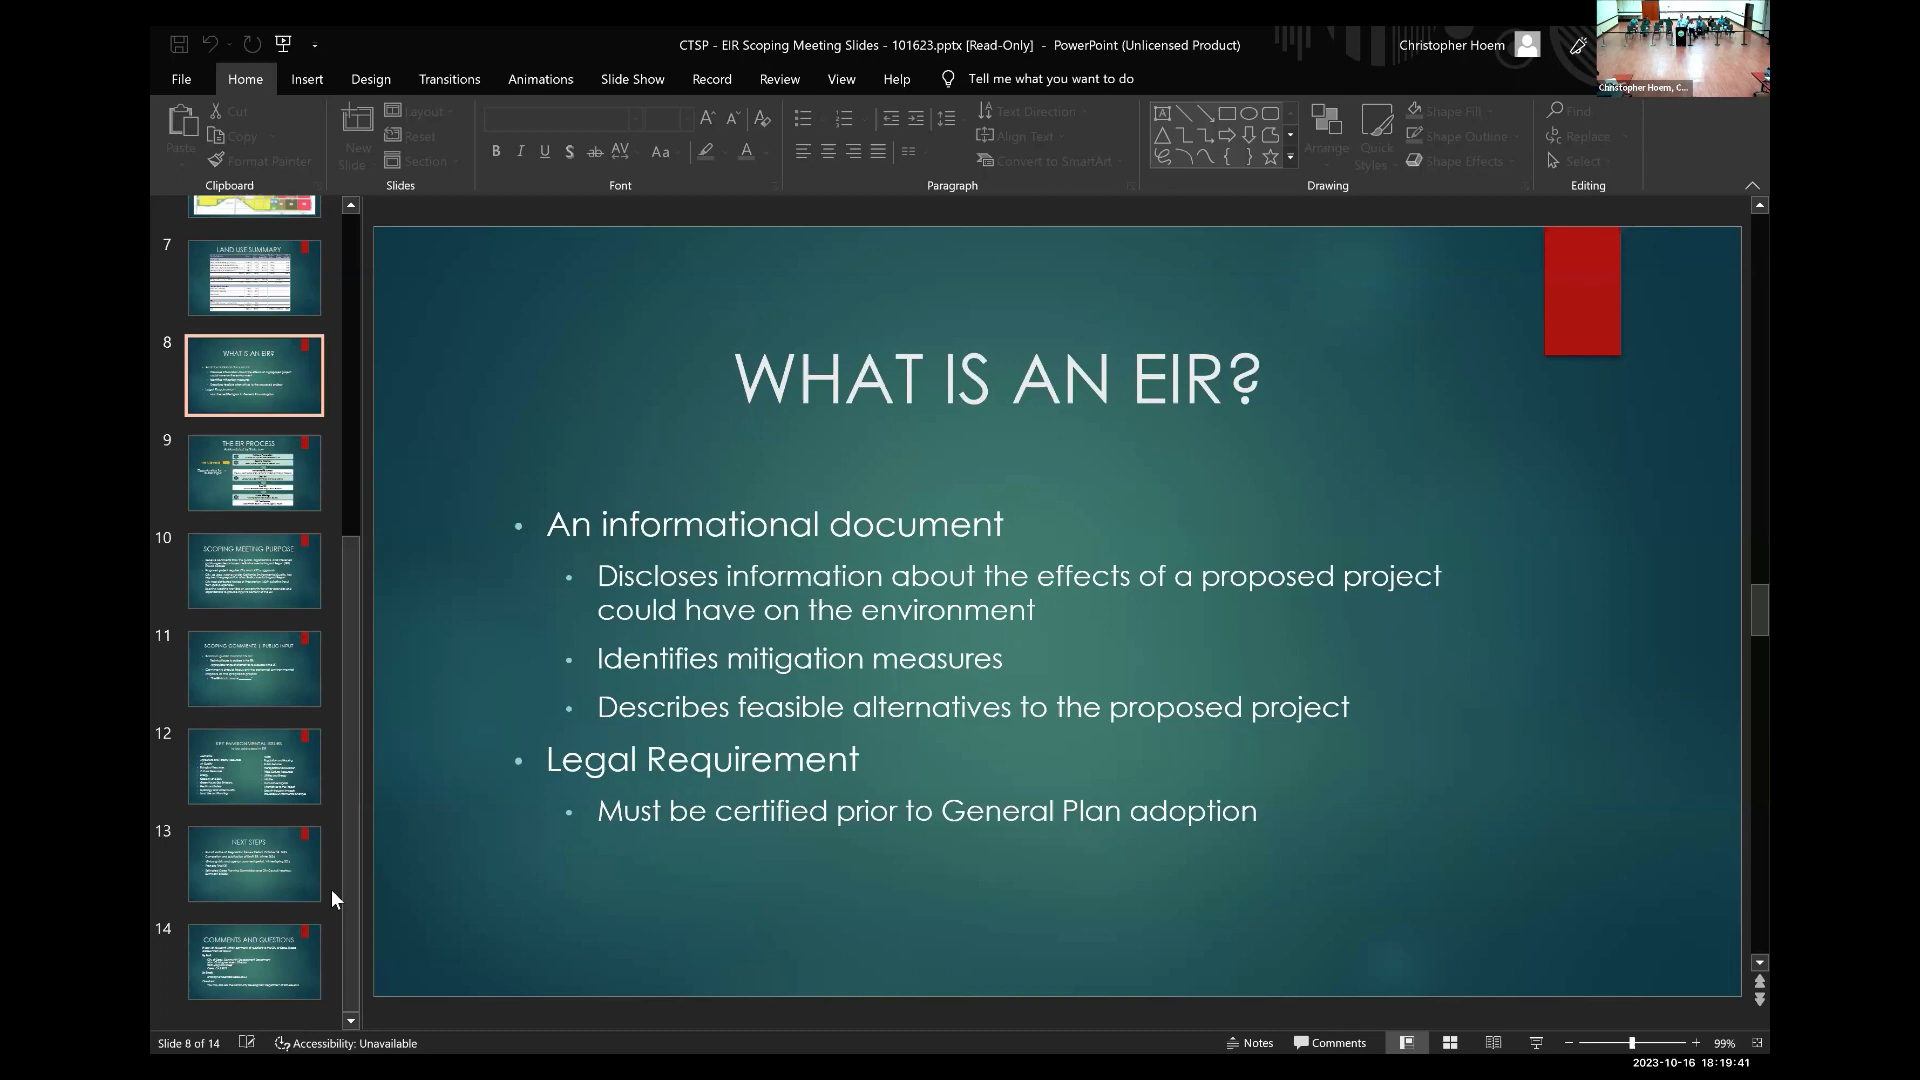 CTSP - EIR Scoping Meeting Slides - 101623.pptx [Read-Only] - PowerPoint (Unlicensed Product)
Christopher Hoem
Christopher Hoem, C...
File Home Insert Design Transitions Animations Slide Show Record Review View Help Tell me what you want to do
Paste
Cut
Copy
Format Painter
Clipboard
New
Slide
Layout
Reset
Section
Slides
B I U S ab AV Aa A
Font
Text Direction
Align Text
Convert to SmartArt
Paragraph
Arrange
Quick
Styles
Shape Fill
Shape Outline
Shape Effects
Drawing
Find
Replace
Select
Editing
7
LAND USE SUMMARY
8
WHAT IS AN EIR?
9
THE EIR PROCESS
10
SCOPING MEETING PURPOSE
11
SCOPING COMMENTS | PUBLIC INPUT
12
KEY ENVIRONMENTAL ISSUES
13
NEXT STEPS
14
COMMENTS AND QUESTIONS
WHAT IS AN EIR?
• An informational document
• Discloses information about the effects of a proposed project
could have on the environment
• Identifies mitigation measures
• Describes feasible alternatives to the proposed project
• Legal Requirement
• Must be certified prior to General Plan adoption
Slide 8 of 14
Accessibility: Unavailable
Notes
Comments
99%
2023-10-16 18:19:41